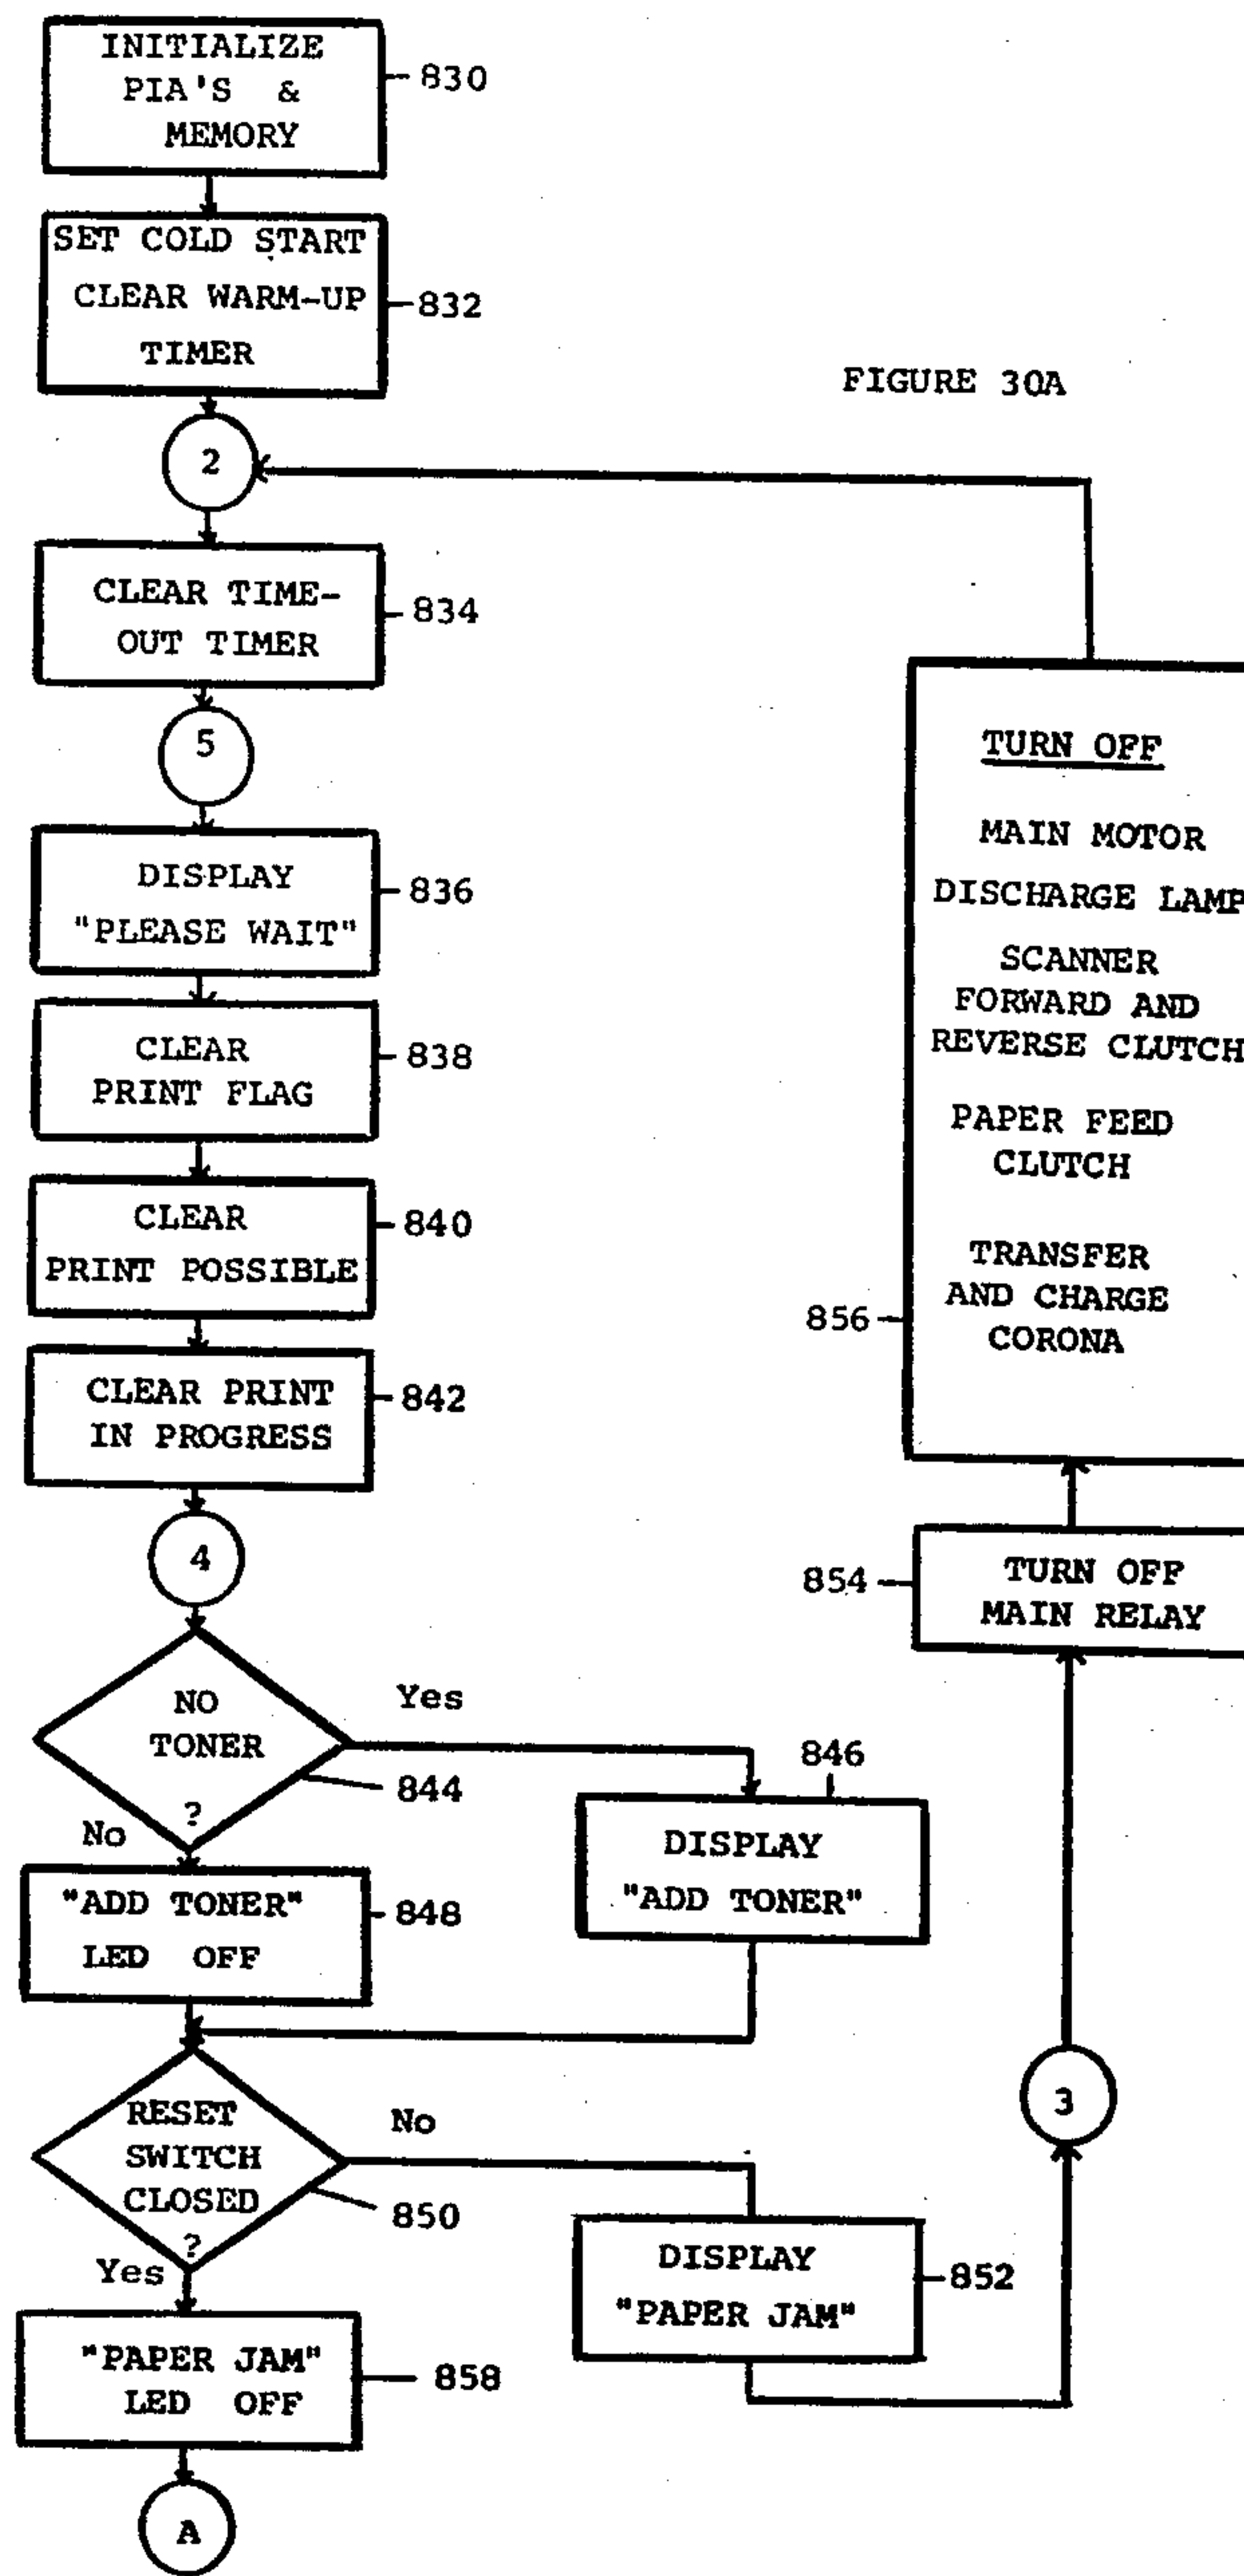 INITIALIZE
PIA'S &
MEMORY
830
SET COLD START
CLEAR WARM-UP
TIMER
832
FIGURE 30A
2
CLEAR TIME-
OUT TIMER
834
5
DISPLAY
"PLEASE WAIT"
836
CLEAR
PRINT FLAG
838
CLEAR
PRINT POSSIBLE
840
CLEAR PRINT
IN PROGRESS
842
4
NO
TONER
?
844
Yes
No
846
DISPLAY
"ADD TONER"
"ADD TONER"
LED OFF
848
RESET
SWITCH
CLOSED
?
850
No
Yes
DISPLAY
"PAPER JAM"
852
"PAPER JAM"
LED OFF
858
A
3
TURN OFF
MAIN RELAY
854
TURN OFF
MAIN MOTOR
DISCHARGE LAMP
SCANNER
FORWARD AND
REVERSE CLUTCH
PAPER FEED
CLUTCH
TRANSFER
AND CHARGE
CORONA
856